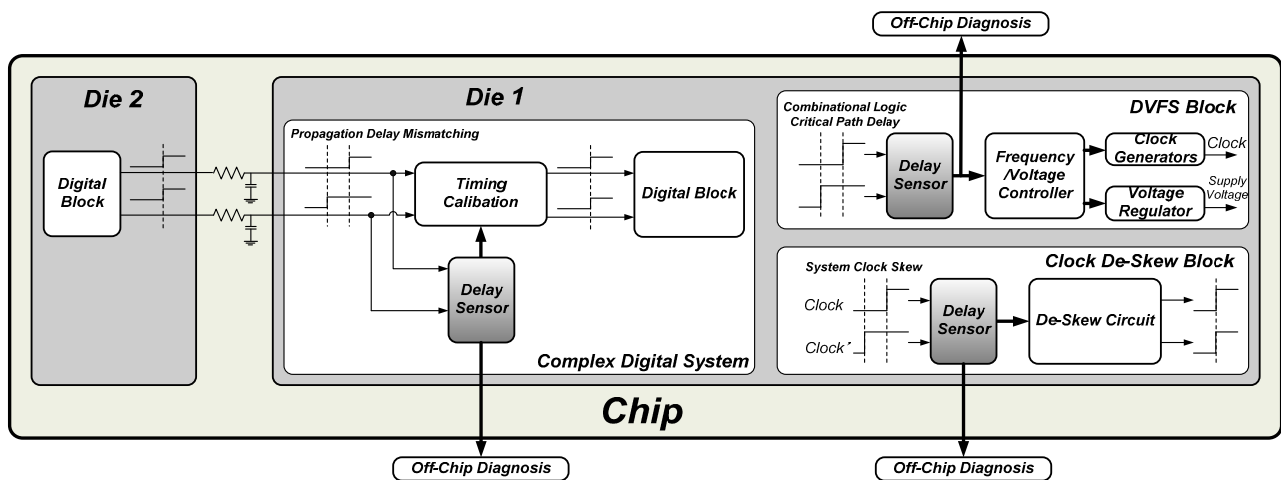 Off-Chip Diagnosis
Die 2
Die 1
Combinational Logic
Critical Path Delay
DVFS Block
Propagation Delay Mismatching
Digital
Block
Timing
Calibation
Digital Block
Delay
Sensor
Frequency
/Voltage
Controller
Clock
Generators
Clock
Voltage
Regulator
Supply
Voltage
Delay
Sensor
Complex Digital System
Clock De-Skew Block
System Clock Skew
Clock
Clock'
Delay
Sensor
De-Skew Circuit
Chip
Off-Chip Diagnosis
Off-Chip Diagnosis